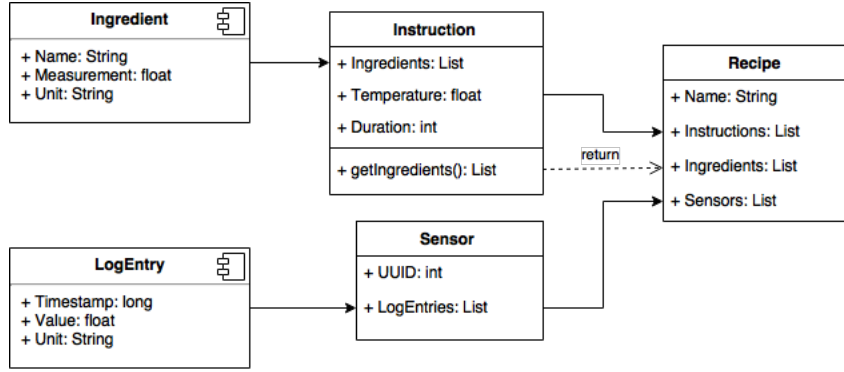 Ingredient
+ Name: String
+ Measurement: float
+ Unit: String
Instruction
+ Ingredients: List
+ Temperature: float
+ Duration: int
+ getIngredients(): List
return
Recipe
+ Name: String
+ Instructions: List
+ Ingredients: List
+ Sensors: List
LogEntry
+ Timestamp: long
+ Value: float
+ Unit: String
Sensor
+ UUID: int
+ LogEntries: List